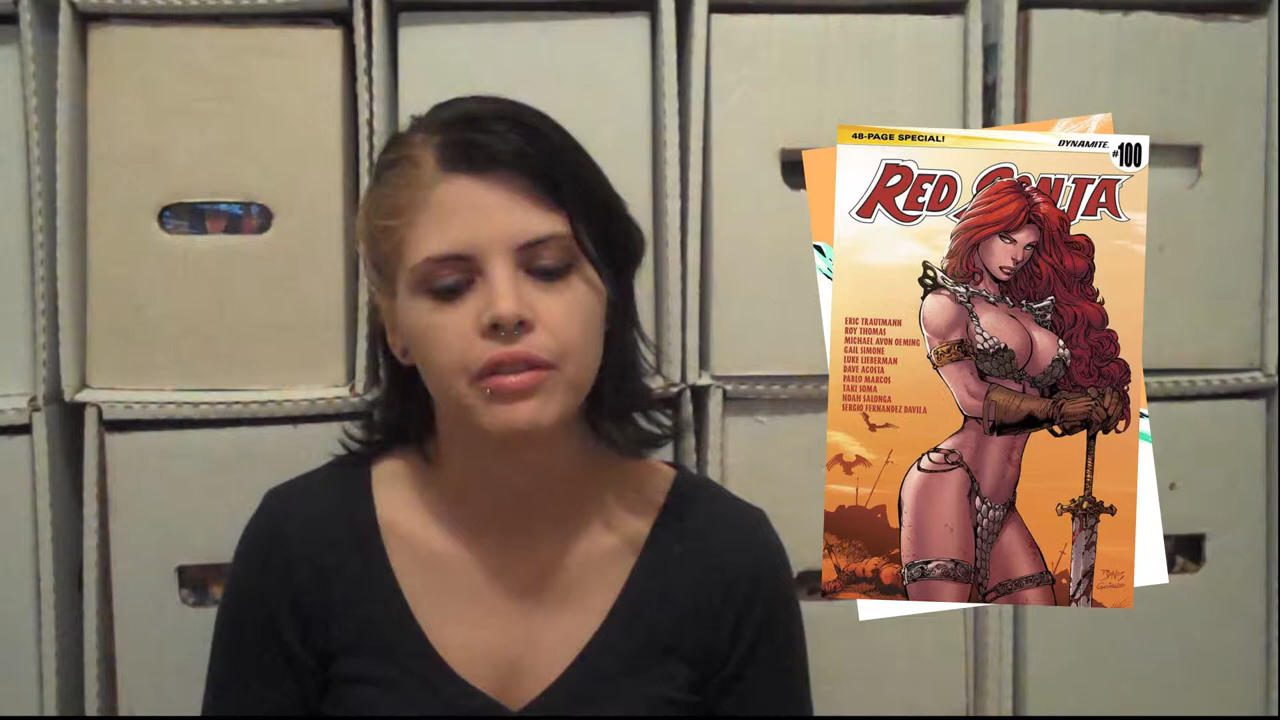 48-PAGE SPECIAL!
DYNAMITE.
#100
RED SONJA
ERIC TRAUTMANN
ROY THOMAS
MICHAEL AVON OEMING
GAIL SIMONE
LUKE LIEBERMAN
DAVE ACOSTA
PABLO MARCOS
TAKI SOMA
NOAH SALONGA
SERGIO FERNANDEZ DAVILA